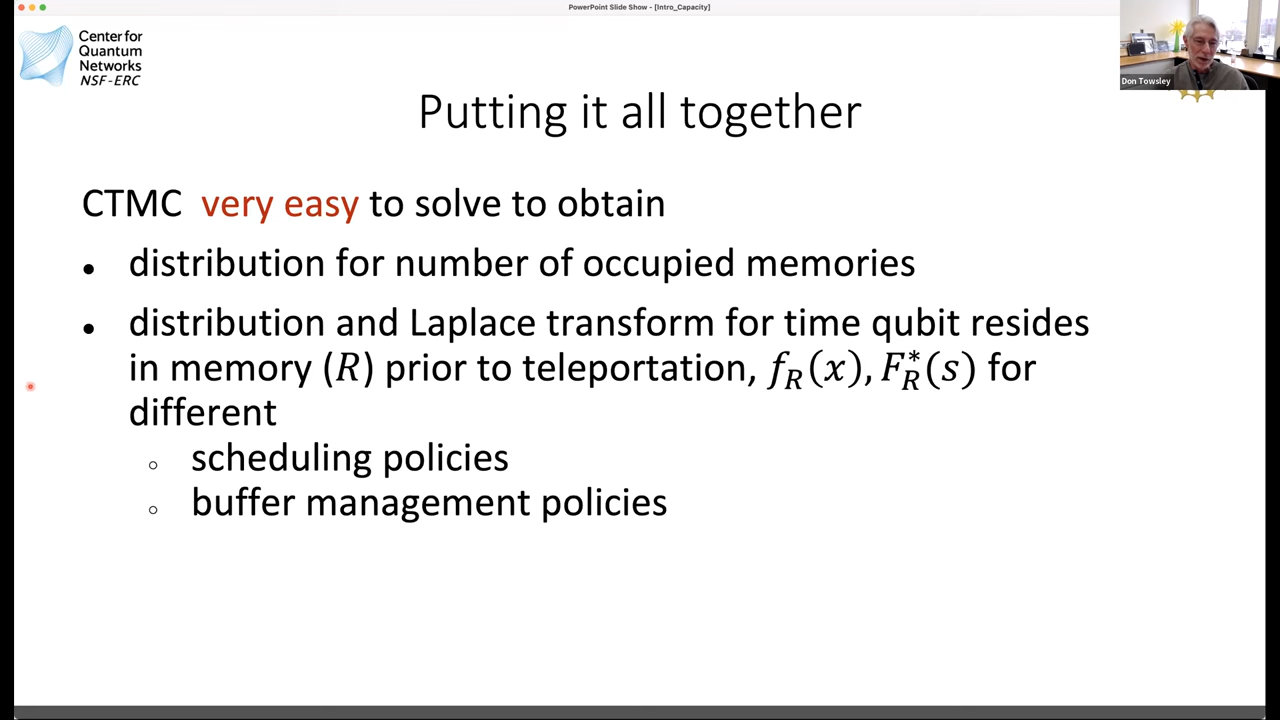 PowerPoint Slide Show - [Intro_Capacity]
Center for
Quantum
Networks
NSF-ERC
Don Towsley
Putting it all together
CTMC very easy to solve to obtain
• distribution for number of occupied memories
• distribution and Laplace transform for time qubit resides
in memory (R) prior to teleportation, f_R(x), F_R^*(s) for
different
○ scheduling policies
○ buffer management policies